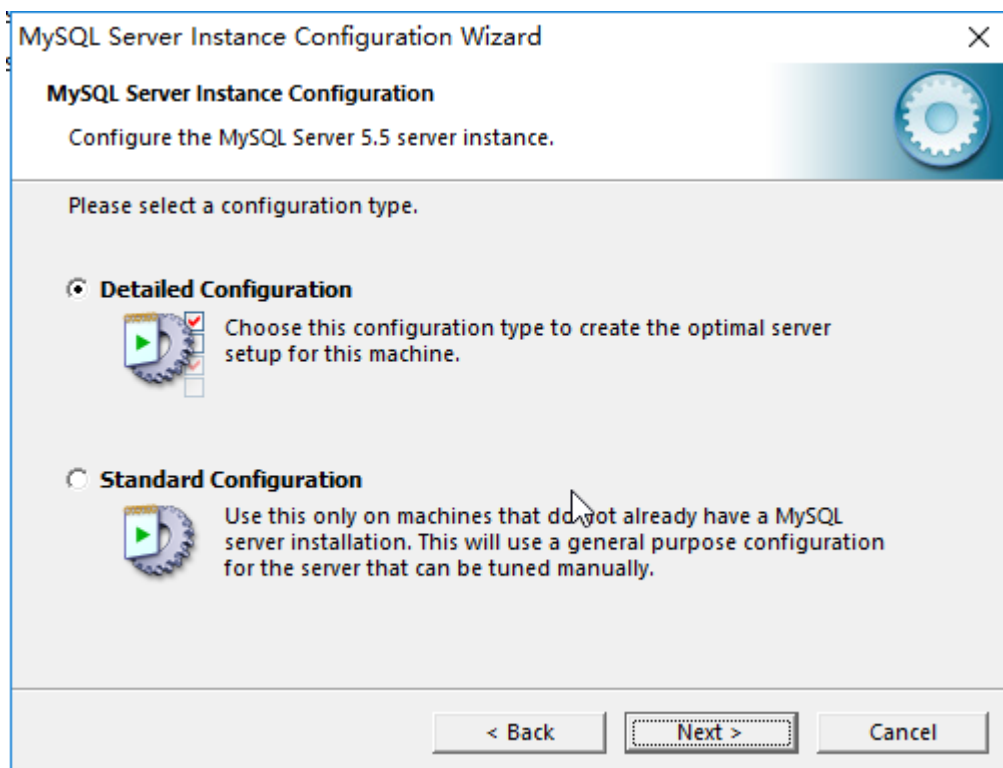 MySQL Server Instance Configuration Wizard
MySQL Server Instance Configuration
Configure the MySQL Server 5.5 server instance.
Please select a configuration type.
Detailed Configuration
Choose this configuration type to create the optimal server
setup for this machine.
Standard Configuration
Use this only on machines that do not already have a MySQL
server installation. This will use a general purpose configuration
for the server that can be tuned manually.
< Back
Next >
Cancel